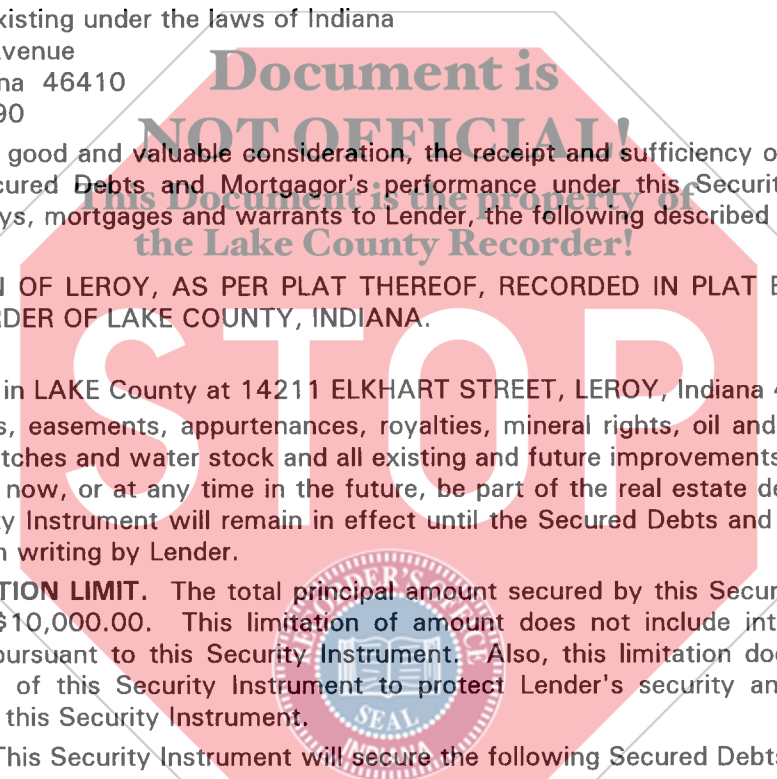 xisting under the laws of Indiana
venue
na 46410
90
Document is
NOT OFFICIAL!
This Document is the property of
the Lake County Recorder!
good and valuable consideration, the receipt and sufficiency o
cured Debts and Mortgagor's performance under this Securit
ys, mortgages and warrants to Lender, the following described
N OF LEROY, AS PER PLAT THEREOF, RECORDED IN PLAT B
RDER OF LAKE COUNTY, INDIANA.
STOP
in LAKE County at 14211 ELKHART STREET, LEROY, Indiana 4
s, easements, appurtenances, royalties, mineral rights, oil and
tches and water stock and all existing and future improvements
now, or at any time in the future, be part of the real estate de
ty Instrument will remain in effect until the Secured Debts and
n writing by Lender.
TION LIMIT. The total principal amount secured by this Secur
$10,000.00. This limitation of amount does not include int
pursuant to this Security Instrument. Also, this limitation doe
of this Security Instrument to protect Lender's security an
this Security Instrument.
RECORDER'S OFFICE
SEAL
INDIANA
This Security Instrument will secure the following Secured Debts